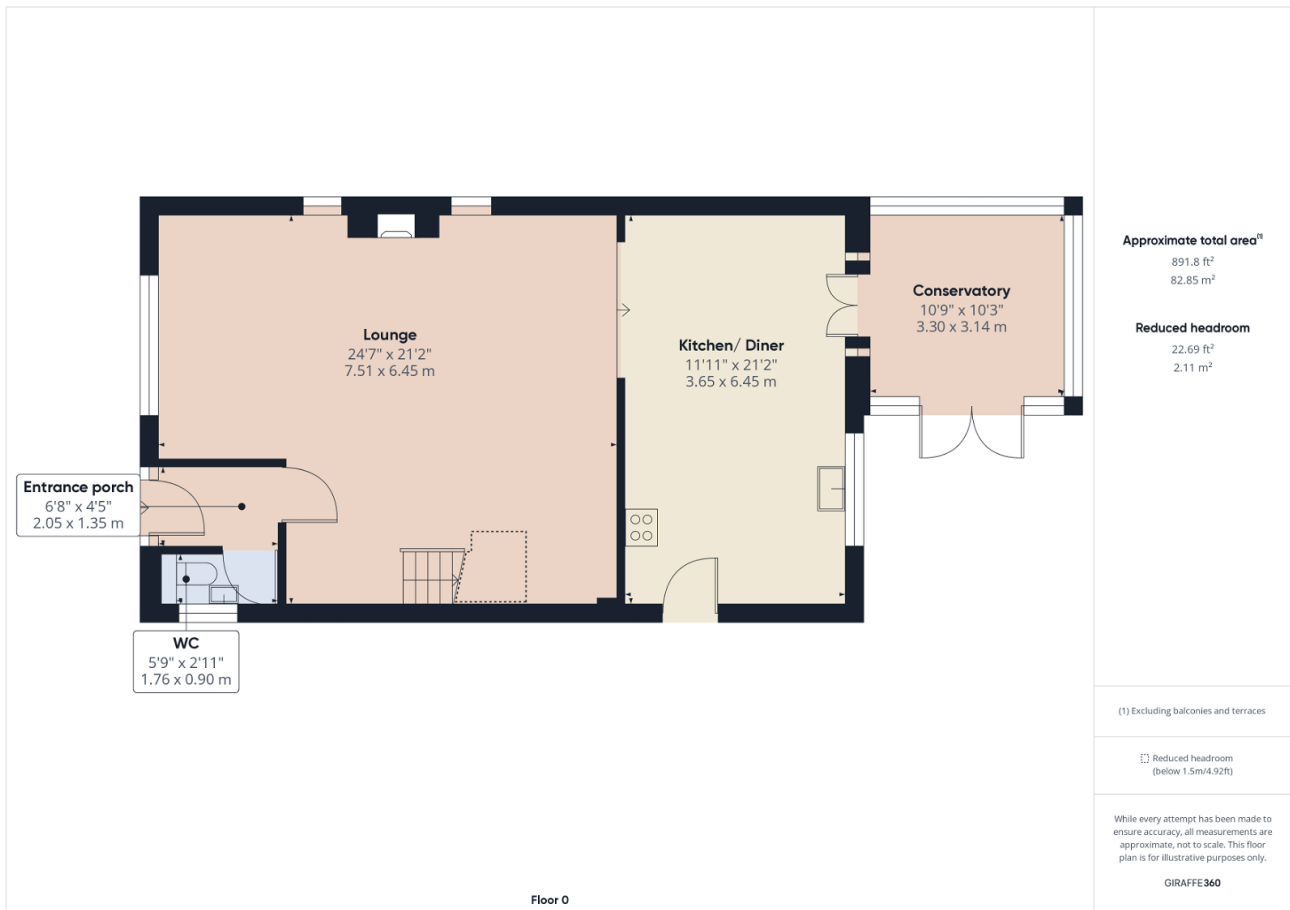 Lounge
24'7" x 21'2"
7.51 x 6.45 m
Kitchen/ Diner
11'11" x 21'2"
3.65 x 6.45 m
Conservatory
10'9" x 10'3"
3.30 x 3.14 m
Entrance porch
6'8" x 4'5"
2.05 x 1.35 m
WC
5'9" x 2'11"
1.76 x 0.90 m
Floor 0
Approximate total area⁽¹⁾
891.8 ft²
82.85 m²
Reduced headroom
22.69 ft²
2.11 m²
(1) Excluding balconies and terraces
Reduced headroom
(below 1.5m/4.92ft)
While every attempt has been made to
ensure accuracy, all measurements are
approximate, not to scale. This floor
plan is for illustrative purposes only.
GIRAFFE360